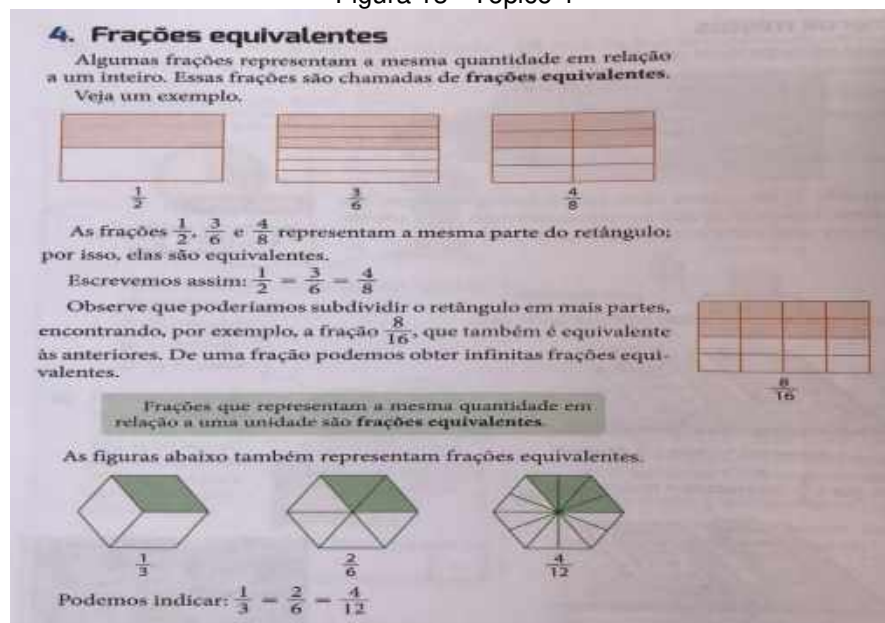 4. Frações equivalentes
Algumas frações representam a mesma quantidade em relação
a um inteiro. Essas frações são chamadas de frações equivalentes.
Veja um exemplo.
1/2 3/6 4/8
As frações 1/2, 3/6 e 4/8 representam a mesma parte do retângulo;
por isso, elas são equivalentes.
Escrevemos assim: 1/2 = 3/6 = 4/8
Observe que poderíamos subdividir o retângulo em mais partes,
encontrando, por exemplo, a fração 8/16, que também é equivalente
às anteriores. De uma fração podemos obter infinitas frações equi-
valentes.
8/16
Frações que representam a mesma quantidade em
relação a uma unidade são frações equivalentes.
As figuras abaixo também representam frações equivalentes.
1/3 2/6 4/12
Podemos indicar: 1/3 = 2/6 = 4/12